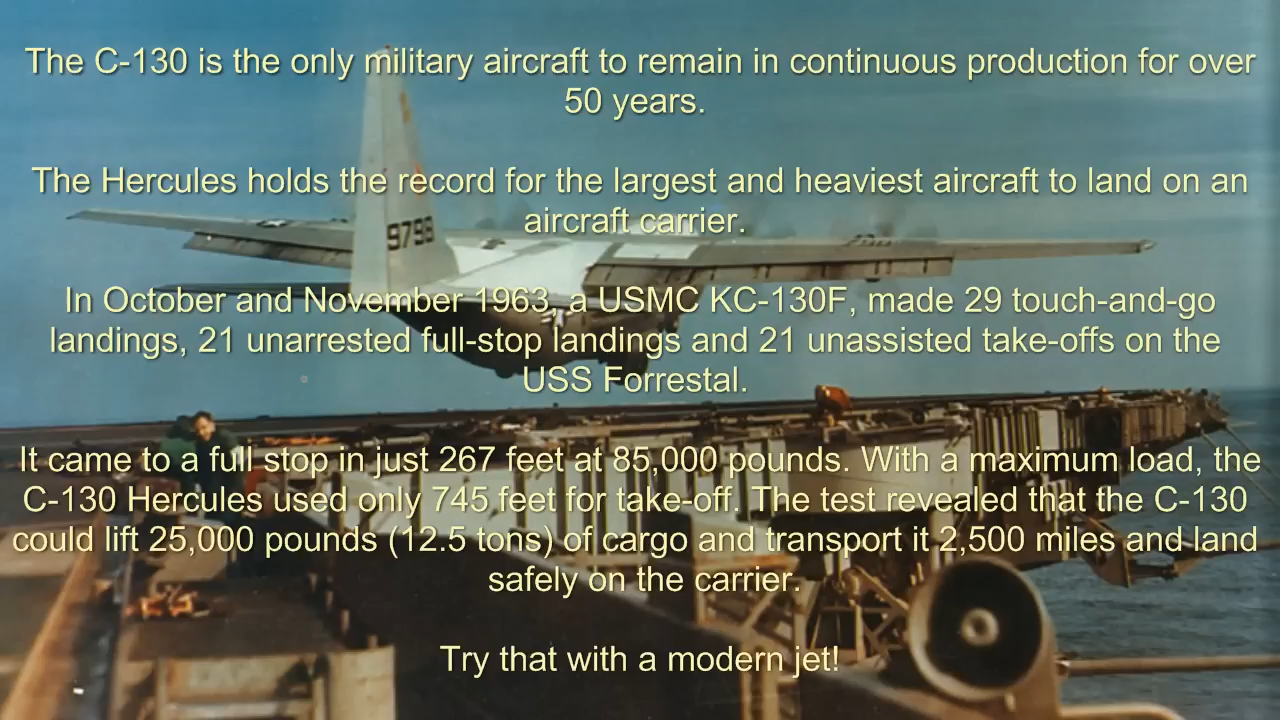 The C-130 is the only military aircraft to remain in continuous production for over
50 years.
The Hercules holds the record for the largest and heaviest aircraft to land on an
aircraft carrier.
9798
In October and November 1963, a USMC KC-130F, made 29 touch-and-go
landings, 21 unarrested full-stop landings and 21 unassisted take-offs on the
USS Forrestal.
It came to a full stop in just 267 feet at 85,000 pounds. With a maximum load, the
C-130 Hercules used only 745 feet for take-off. The test revealed that the C-130
could lift 25,000 pounds (12.5 tons) of cargo and transport it 2,500 miles and land
safely on the carrier.
Try that with a modern jet!